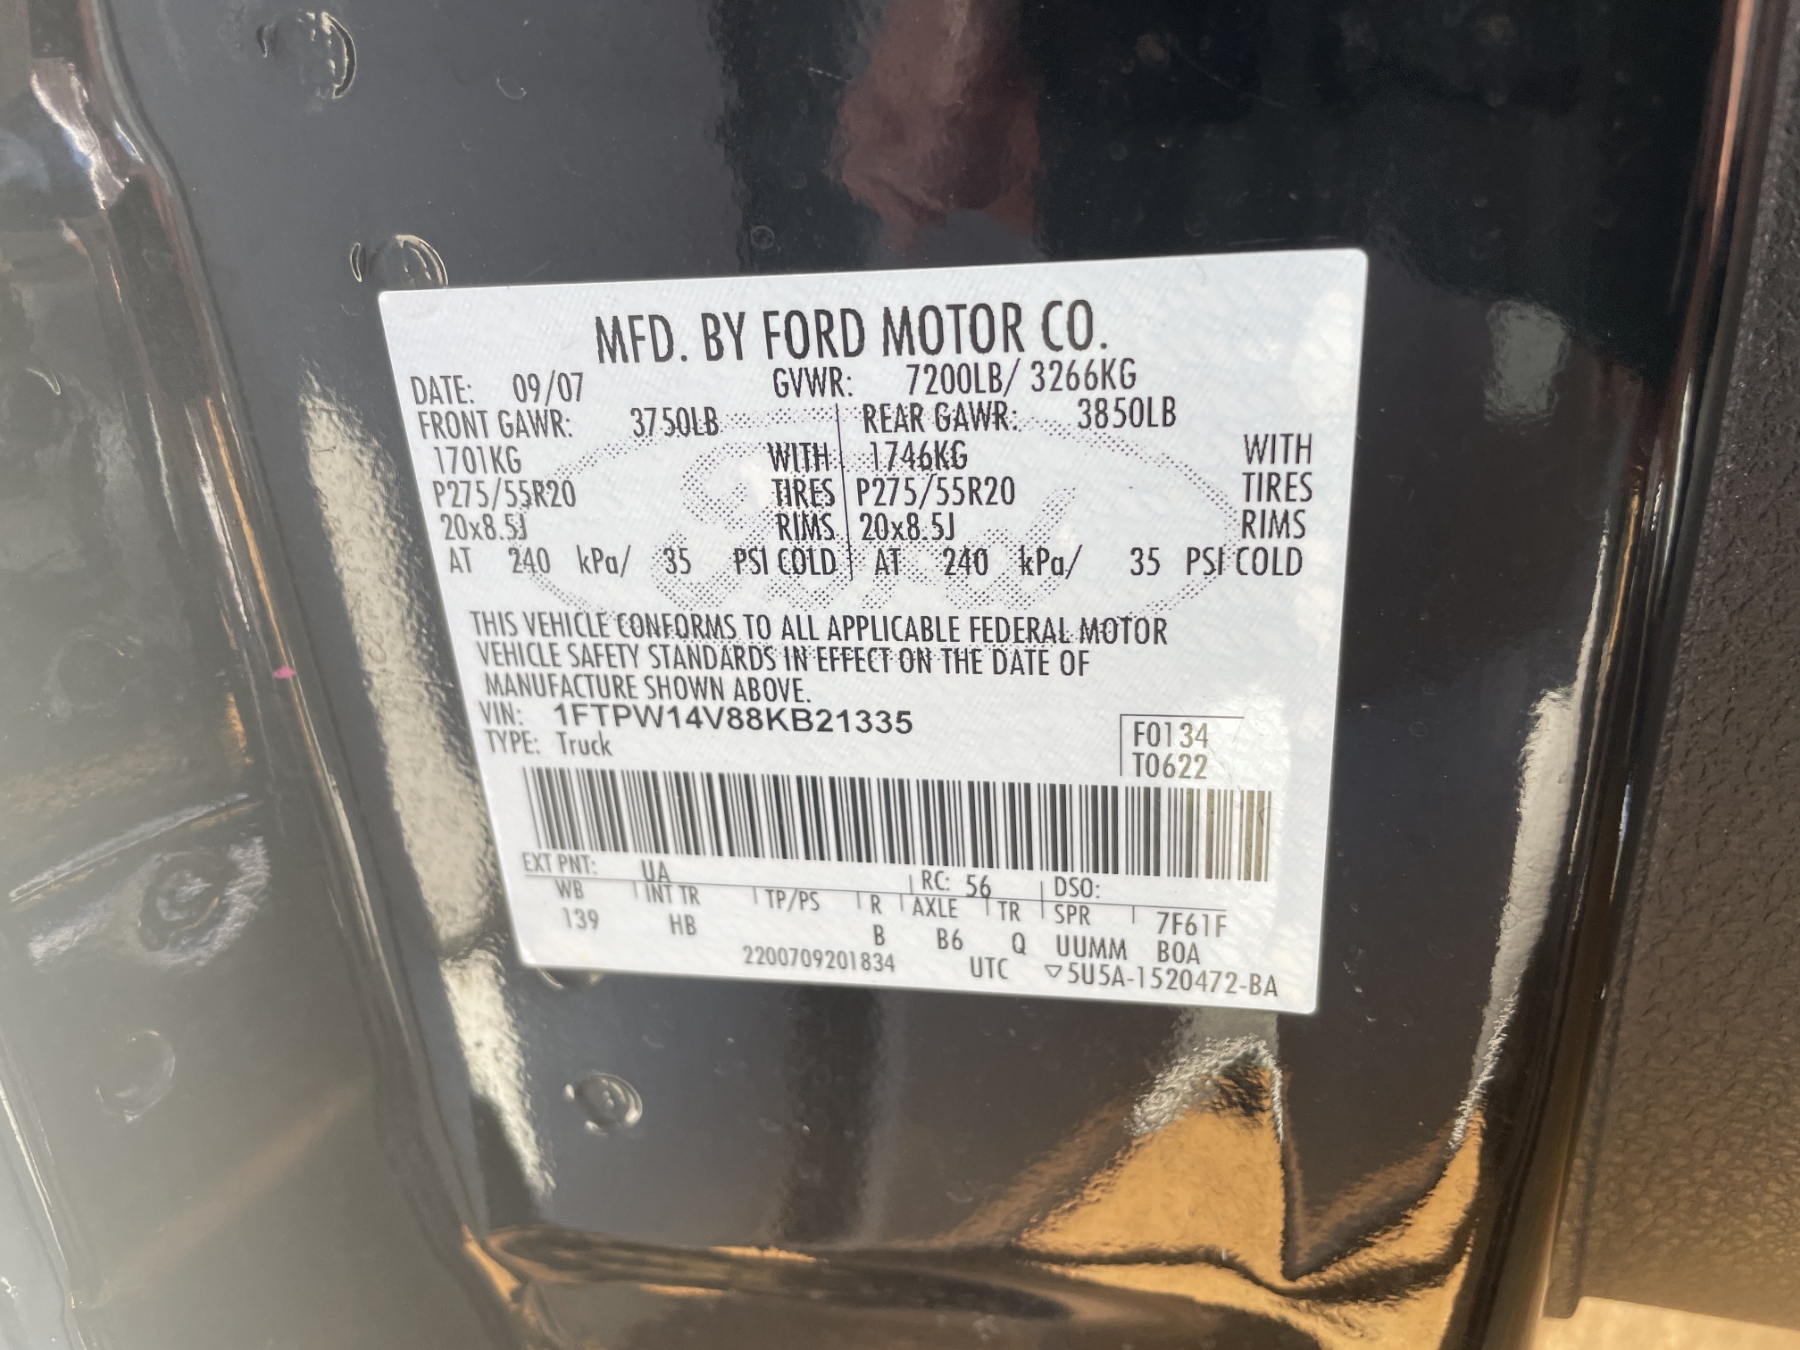 MFD. BY FORD MOTOR CO.
DATE: 09/07 GVWR: 7200LB/ 3266KG
FRONT GAWR: 3750LB REAR GAWR: 3850LB
1701KG WITH 1746KG WITH
P275/55R20 TIRES P275/55R20 TIRES
20x8.5J RIMS 20x8.5J RIMS
AT 240 kPa/ 35 PSI COLD AT 240 kPa/ 35 PSI COLD
Ford
THIS VEHICLE CONFORMS TO ALL APPLICABLE FEDERAL MOTOR
VEHICLE SAFETY STANDARDS IN EFFECT ON THE DATE OF
MANUFACTURE SHOWN ABOVE.
VIN: 1FTPW14V88KB21335 F0134
TYPE: Truck T0622
EXT PNT: UA RC: 56 DSO:
WB INT TR TP/PS R AXLE TR SPR 7F61F
139 HB B B6 Q UUMM BOA
2200709201834 UTC ▽5U5A-1520472-BA